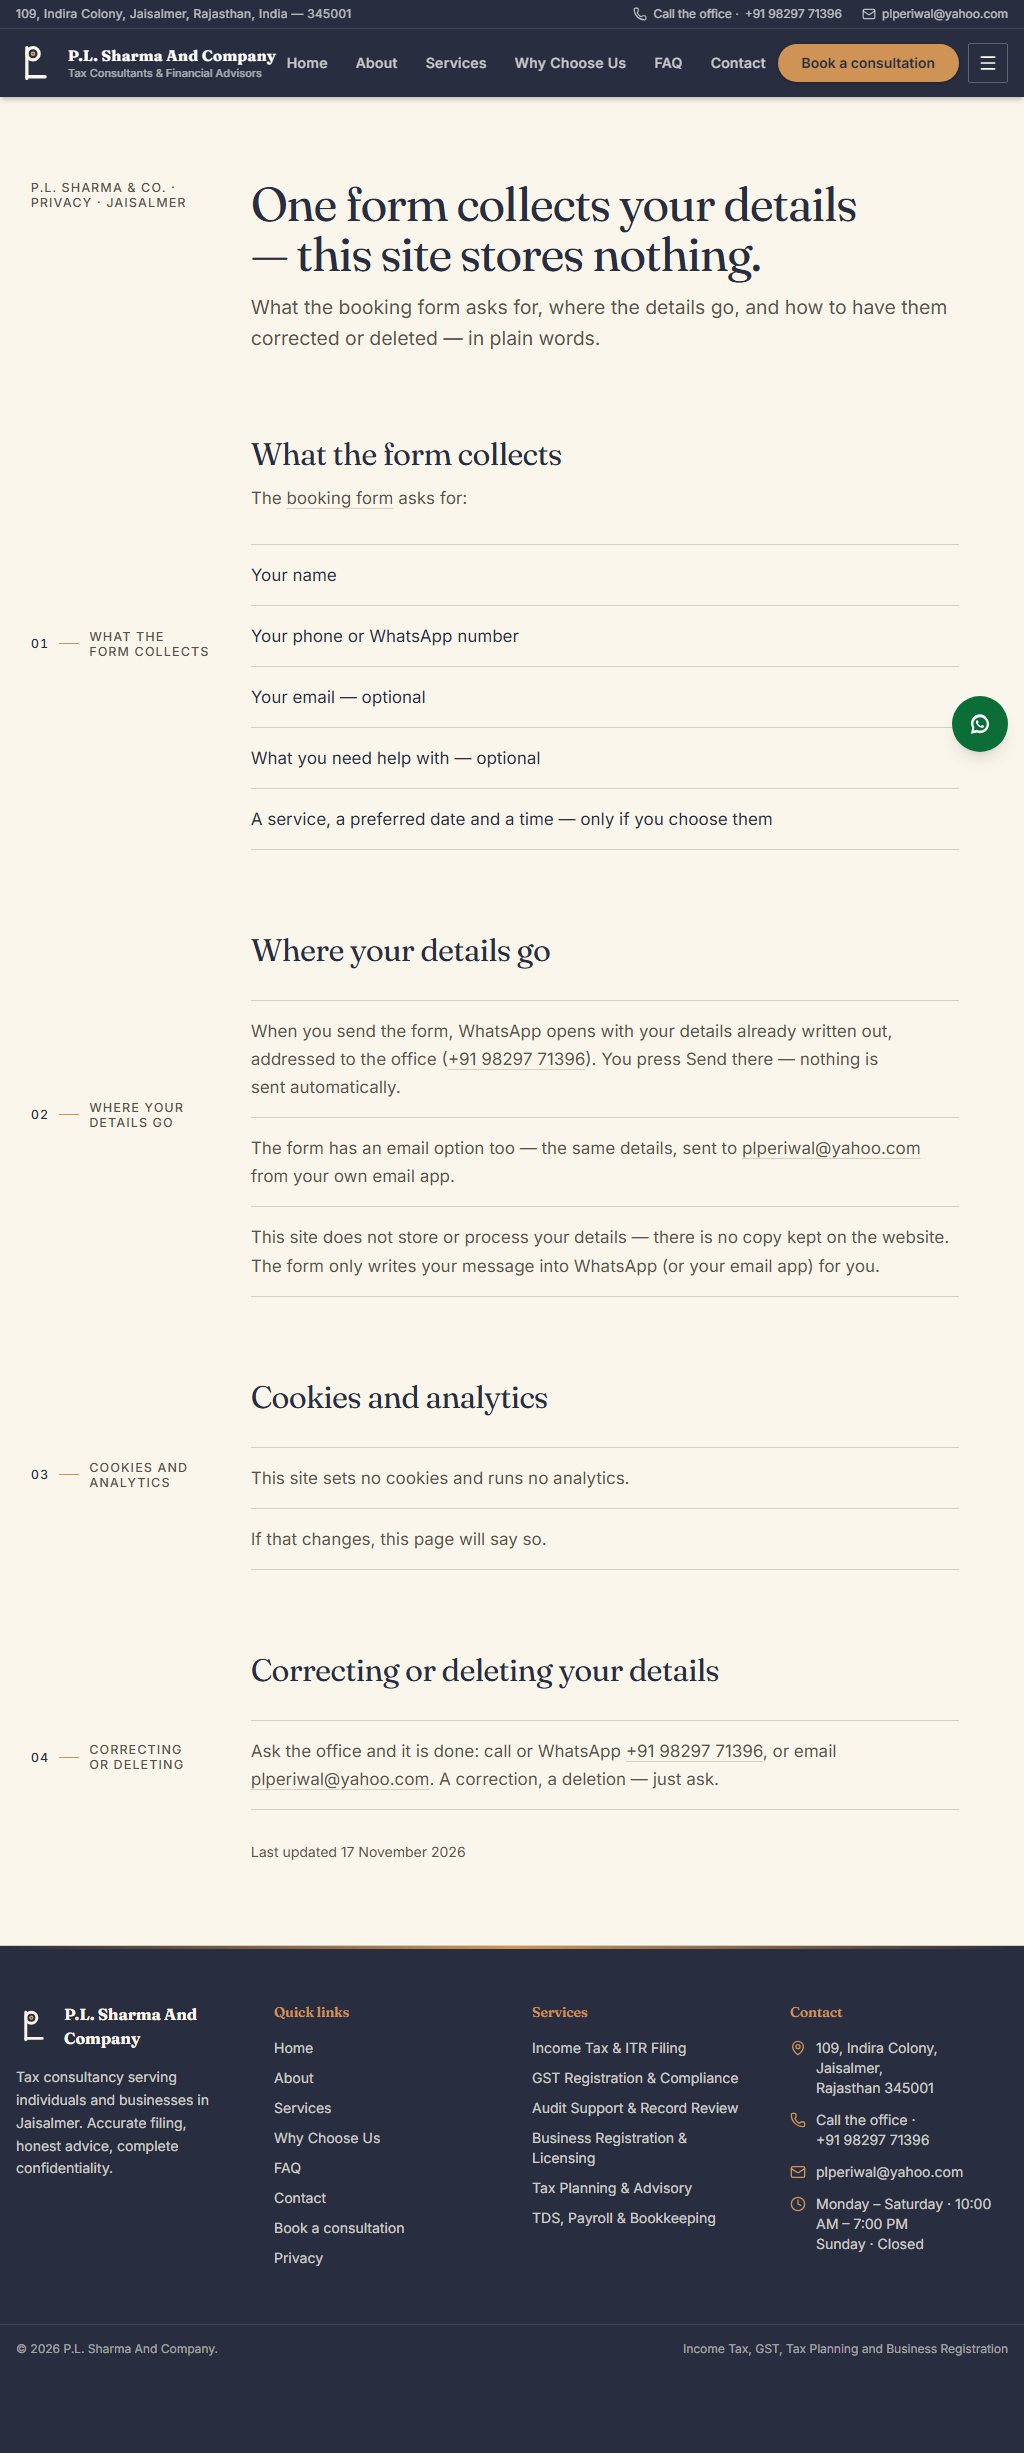 109, Indira Colony, Jaisalmer, Rajasthan, India — 345001
Call the office · +91 98297 71396
plperiwal@yahoo.com
P.L. Sharma And Company
Tax Consultants & Financial Advisors
Home
About
Services
Why Choose Us
FAQ
Contact
Book a consultation
P.L. SHARMA & CO. ·
PRIVACY · JAISALMER
One form collects your details
— this site stores nothing.
What the booking form asks for, where the details go, and how to have them
corrected or deleted — in plain words.
01 — WHAT THE
FORM COLLECTS
What the form collects
The booking form asks for:
Your name
Your phone or WhatsApp number
Your email — optional
What you need help with — optional
A service, a preferred date and a time — only if you choose them
02 — WHERE YOUR
DETAILS GO
Where your details go
When you send the form, WhatsApp opens with your details already written out,
addressed to the office (+91 98297 71396). You press Send there — nothing is
sent automatically.
The form has an email option too — the same details, sent to plperiwal@yahoo.com
from your own email app.
This site does not store or process your details — there is no copy kept on the website.
The form only writes your message into WhatsApp (or your email app) for you.
03 — COOKIES AND
ANALYTICS
Cookies and analytics
This site sets no cookies and runs no analytics.
If that changes, this page will say so.
04 — CORRECTING
OR DELETING
Correcting or deleting your details
Ask the office and it is done: call or WhatsApp +91 98297 71396, or email
plperiwal@yahoo.com. A correction, a deletion — just ask.
Last updated 17 November 2026
P.L. Sharma And
Company
Tax consultancy serving
individuals and businesses in
Jaisalmer. Accurate filing,
honest advice, complete
confidentiality.
Quick links
Home
About
Services
Why Choose Us
FAQ
Contact
Book a consultation
Privacy
Services
Income Tax & ITR Filing
GST Registration & Compliance
Audit Support & Record Review
Business Registration &
Licensing
Tax Planning & Advisory
TDS, Payroll & Bookkeeping
Contact
109, Indira Colony,
Jaisalmer,
Rajasthan 345001
Call the office ·
+91 98297 71396
plperiwal@yahoo.com
Monday – Saturday · 10:00
AM – 7:00 PM
Sunday · Closed
© 2026 P.L. Sharma And Company.
Income Tax, GST, Tax Planning and Business Registration